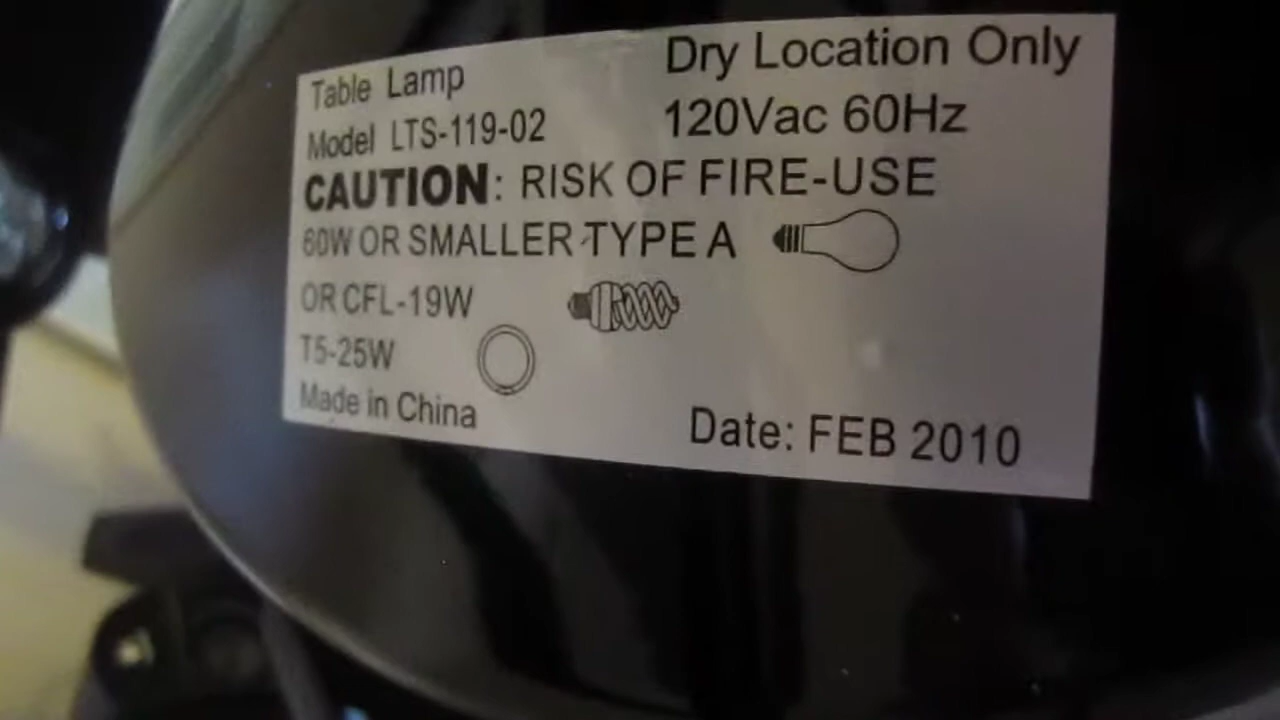 Table Lamp Dry Location Only
Model LTS-119-02 120Vac 60Hz
CAUTION: RISK OF FIRE-USE
60W OR SMALLER TYPE A
OR CFL-19W
T5-25W
Made in China Date: FEB 2010